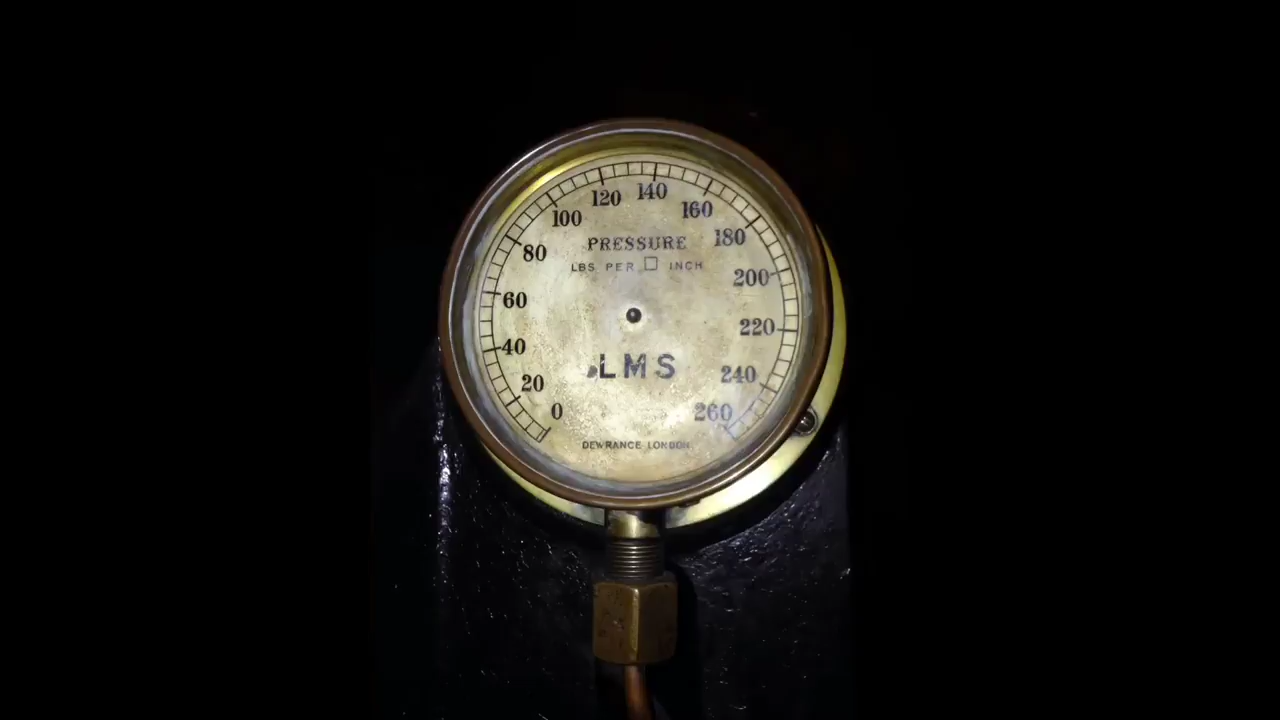 120 140
100 160
80 180
PRESSURE
LBS PER □ INCH
200
60
220
40
LMS
20 240
0 260
DEWRANCE LONDON